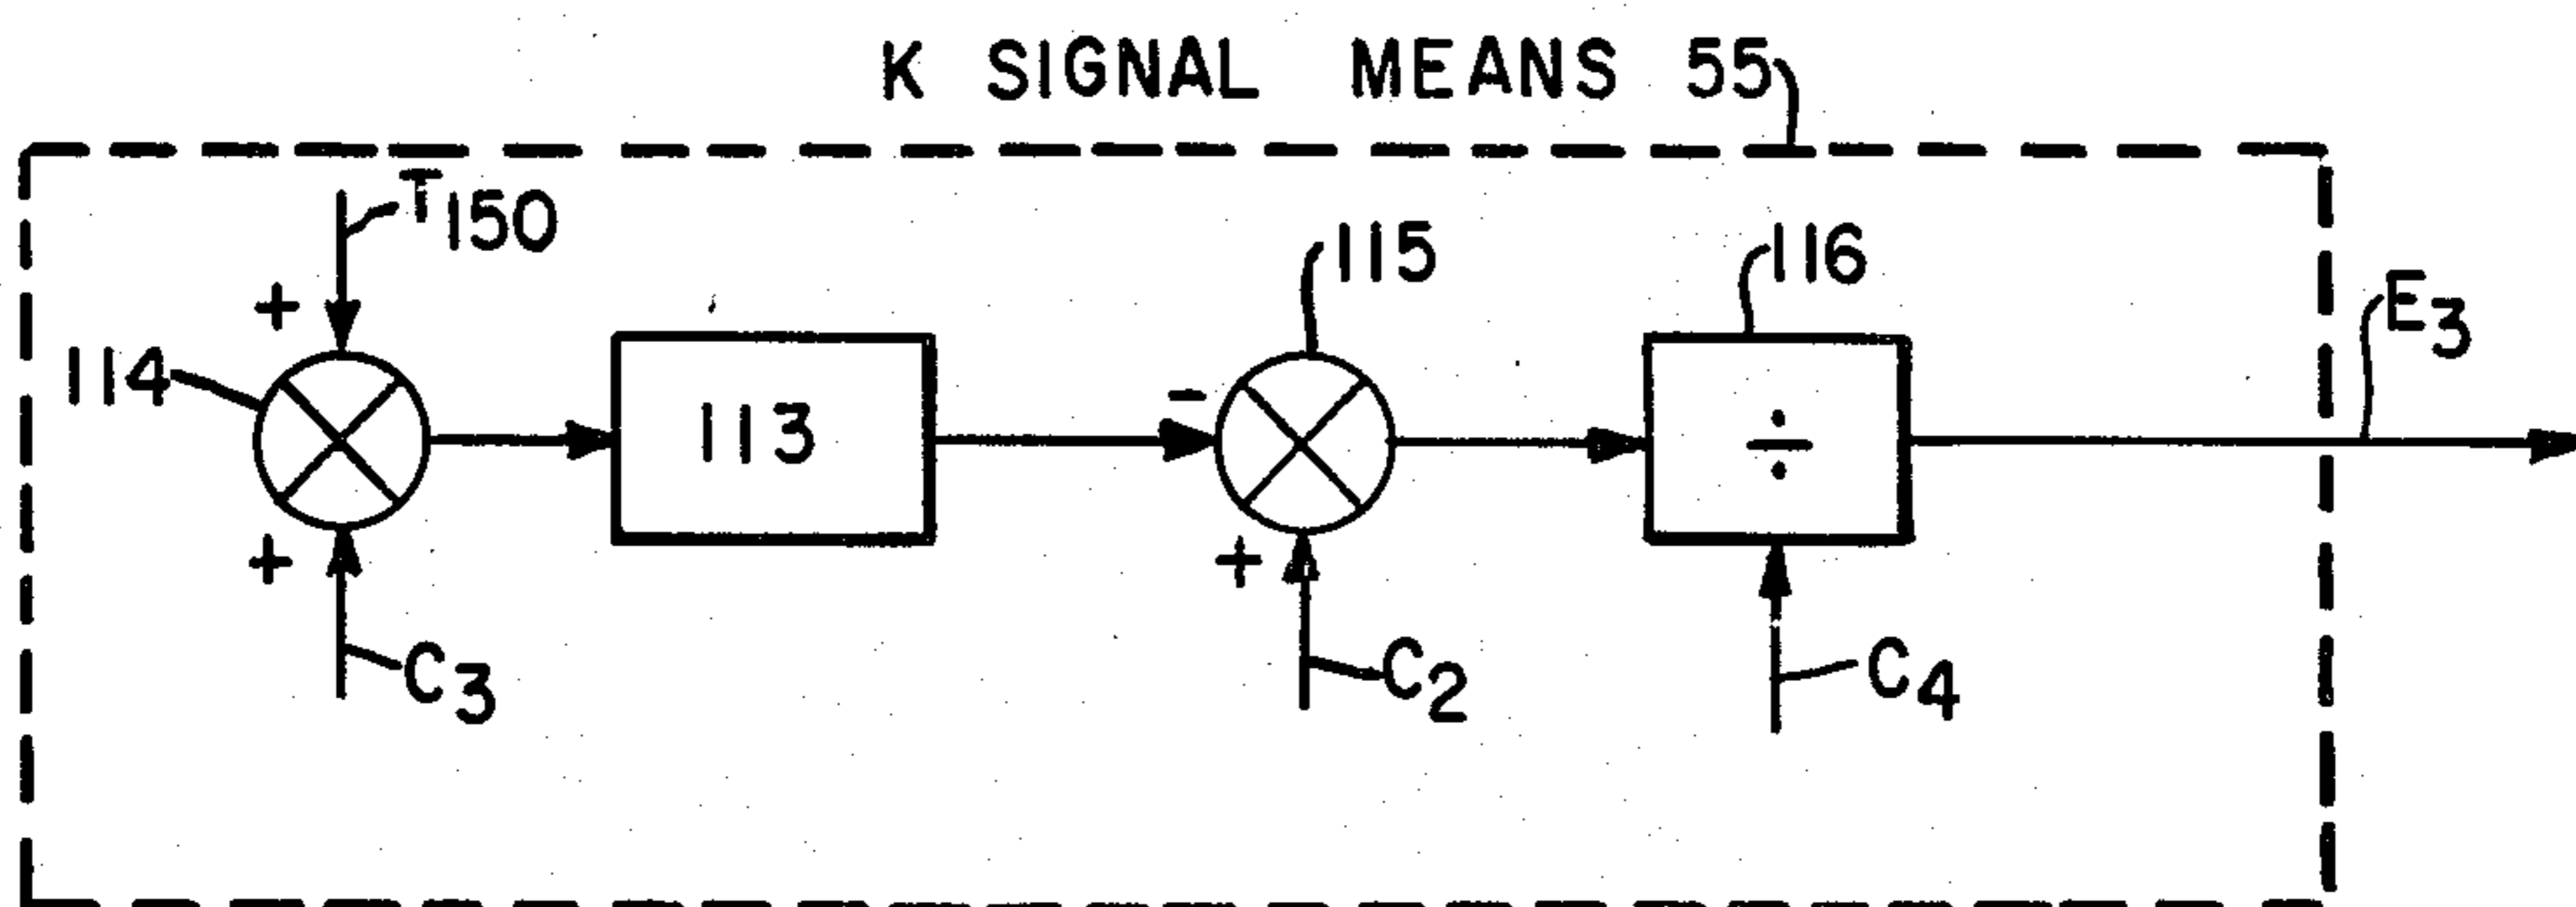 K SIGNAL MEANS 55
T150
+
114
+
C3
113
115
-
+
C2
116
÷
C4
E3